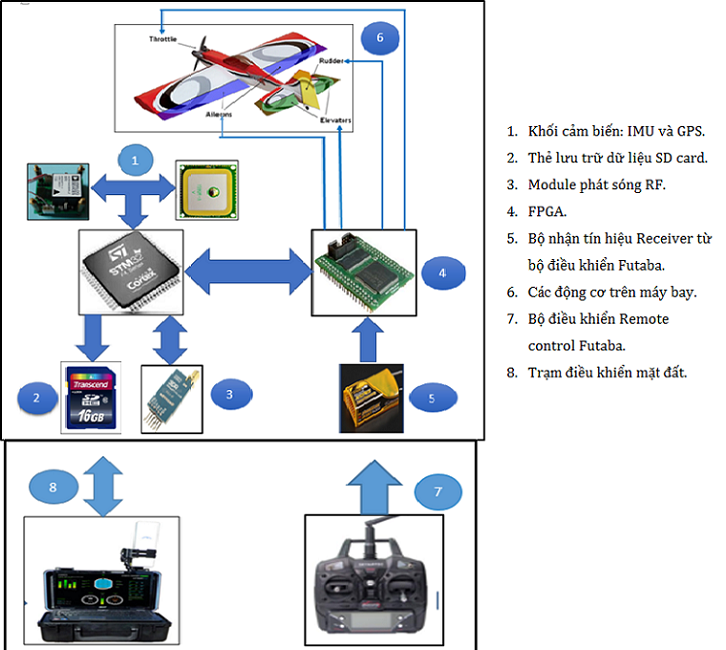 Throttle
6
Rudder
Ailerons
Elevators
1
STM32
Cortex
4
Transcend
16GB
2
3
5
8
7
1. Khối cảm biến: IMU và GPS.
2. Thẻ lưu trữ dữ liệu SD card.
3. Module phát sóng RF.
4. FPGA.
5. Bộ nhận tín hiệu Receiver từ
bộ điều khiển Futaba.
6. Các động cơ trên máy bay.
7. Bộ điều khiển Remote
control Futaba.
8. Trạm điều khiển mặt đất.